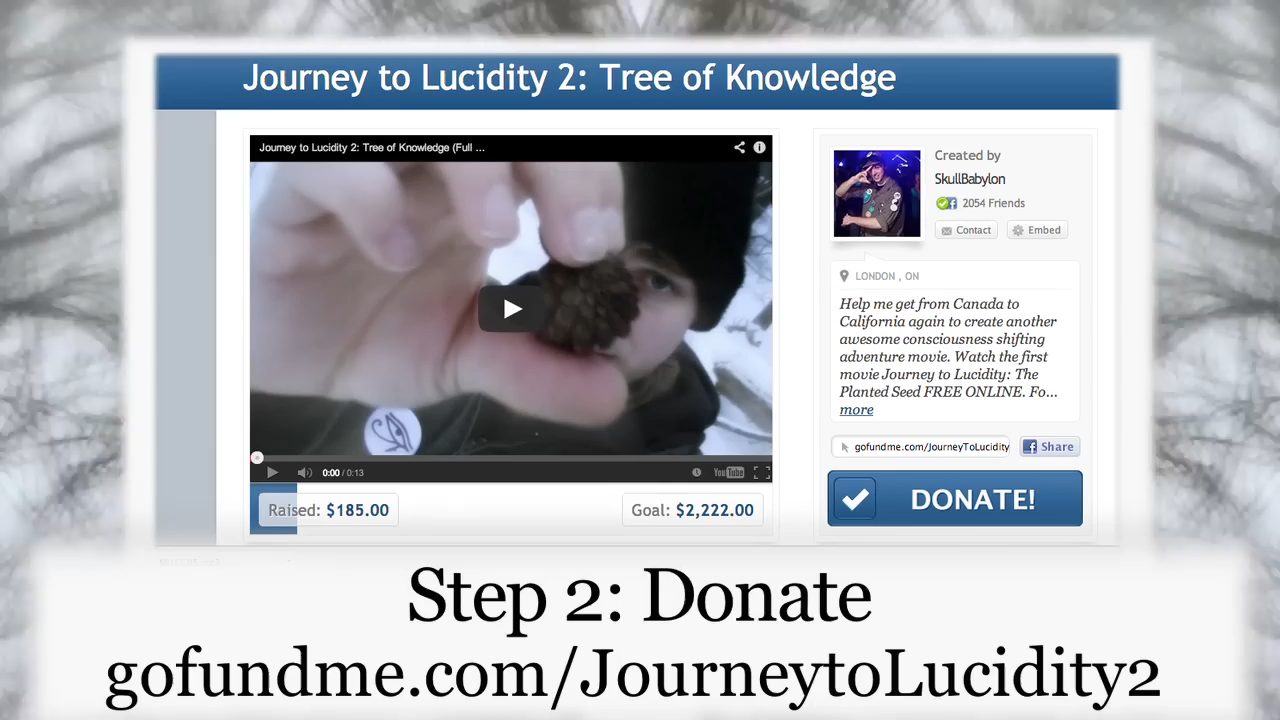 Journey to Lucidity 2: Tree of Knowledge
Journey to Lucidity 2: Tree of Knowledge (Full ...
0:00 / 0:13
YouTube
Raised: $185.00
Goal: $2,222.00
Created by
SkullBabylon
2054 Friends
Contact
Embed
LONDON , ON
Help me get from Canada to
California again to create another
awesome consciousness shifting
adventure movie. Watch the first
movie Journey to Lucidity: The
Planted Seed FREE ONLINE. Fo...
more
gofundme.com/JourneyToLucidity
Share
DONATE!
Step 2: Donate
gofundme.com/JourneytoLucidity2